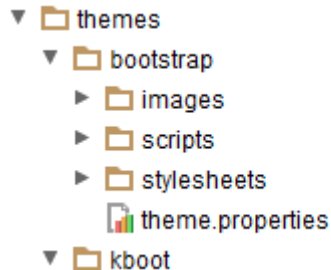 themes
bootstrap
images
scripts
stylesheets
theme.properties
kboot